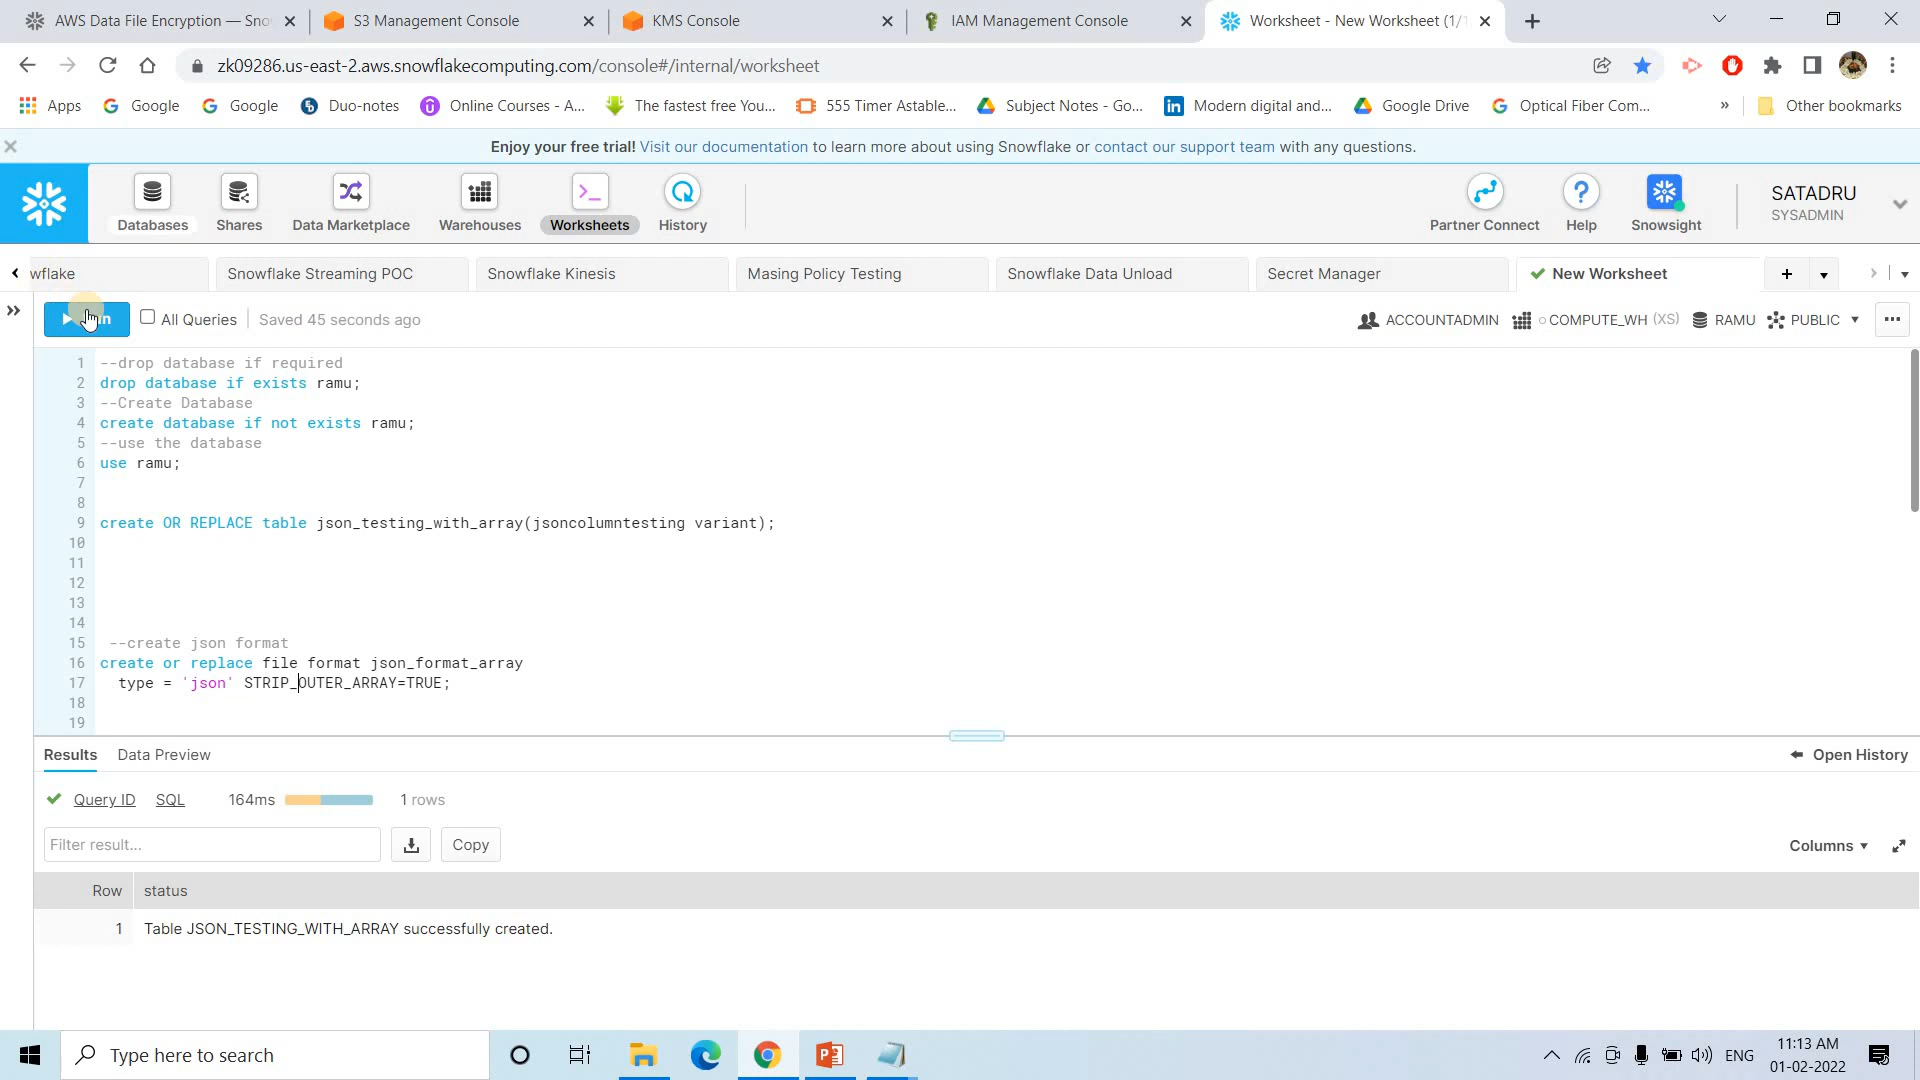 AWS Data File Encryption — Sno
S3 Management Console
KMS Console
IAM Management Console
Worksheet - New Worksheet (1/1
zk09286.us-east-2.aws.snowflakecomputing.com/console#/internal/worksheet
Apps
Google
Google
Duo-notes
Online Courses - A...
The fastest free You...
555 Timer Astable...
Subject Notes - Go...
Modern digital and...
Google Drive
Optical Fiber Com...
»
Other bookmarks
Enjoy your free trial! Visit our documentation to learn more about using Snowflake or contact our support team with any questions.
Databases
Shares
Data Marketplace
Warehouses
Worksheets
History
Partner Connect
Help
Snowsight
SATADRU
SYSADMIN
wflake
Snowflake Streaming POC
Snowflake Kinesis
Masing Policy Testing
Snowflake Data Unload
Secret Manager
New Worksheet
All Queries
Saved 45 seconds ago
ACCOUNTADMIN
COMPUTE_WH (XS)
RAMU
PUBLIC
1 --drop database if required
2 drop database if exists ramu;
3 --Create Database
4 create database if not exists ramu;
5 --use the database
6 use ramu;
7
8
9 create OR REPLACE table json_testing_with_array(jsoncolumntesting variant);
10
11
12
13
14
15 --create json format
16 create or replace file format json_format_array
17 type = 'json' STRIP_OUTER_ARRAY=TRUE;
18
19
Results
Data Preview
Open History
Query ID
SQL
164ms
1 rows
Filter result...
Copy
Columns
Row
status
1
Table JSON_TESTING_WITH_ARRAY successfully created.
Type here to search
ENG
11:13 AM
01-02-2022